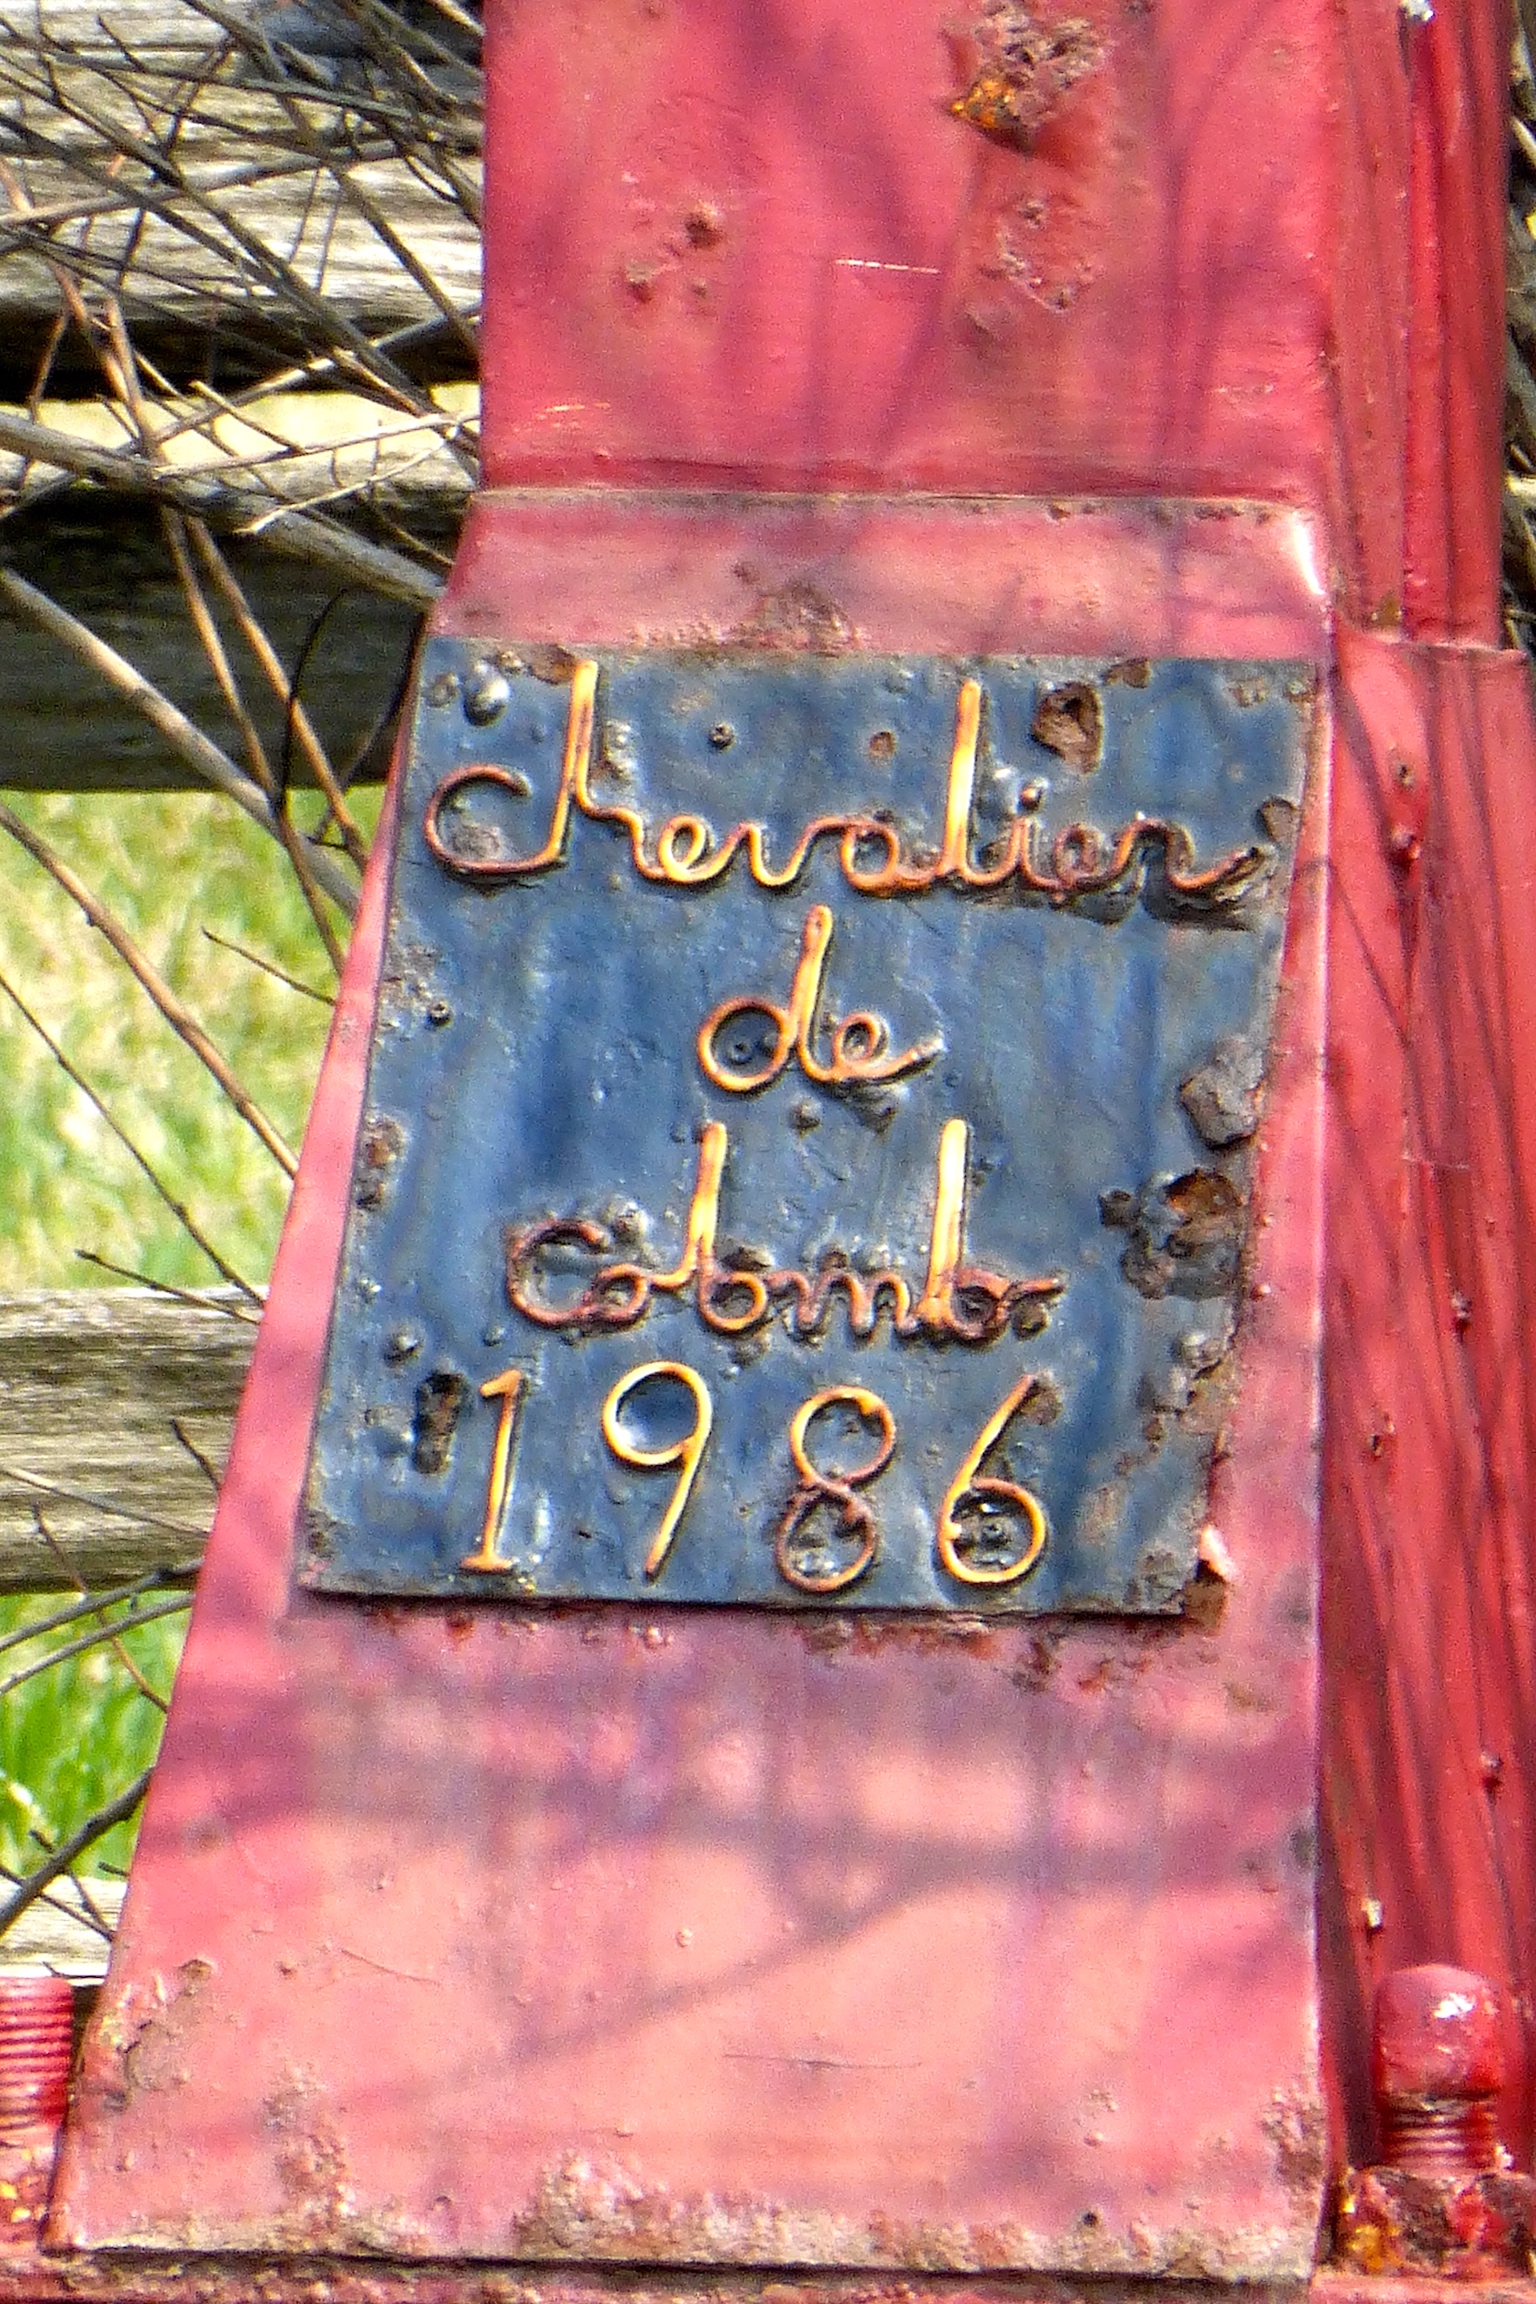 Chevalier
de
Colomb
1986